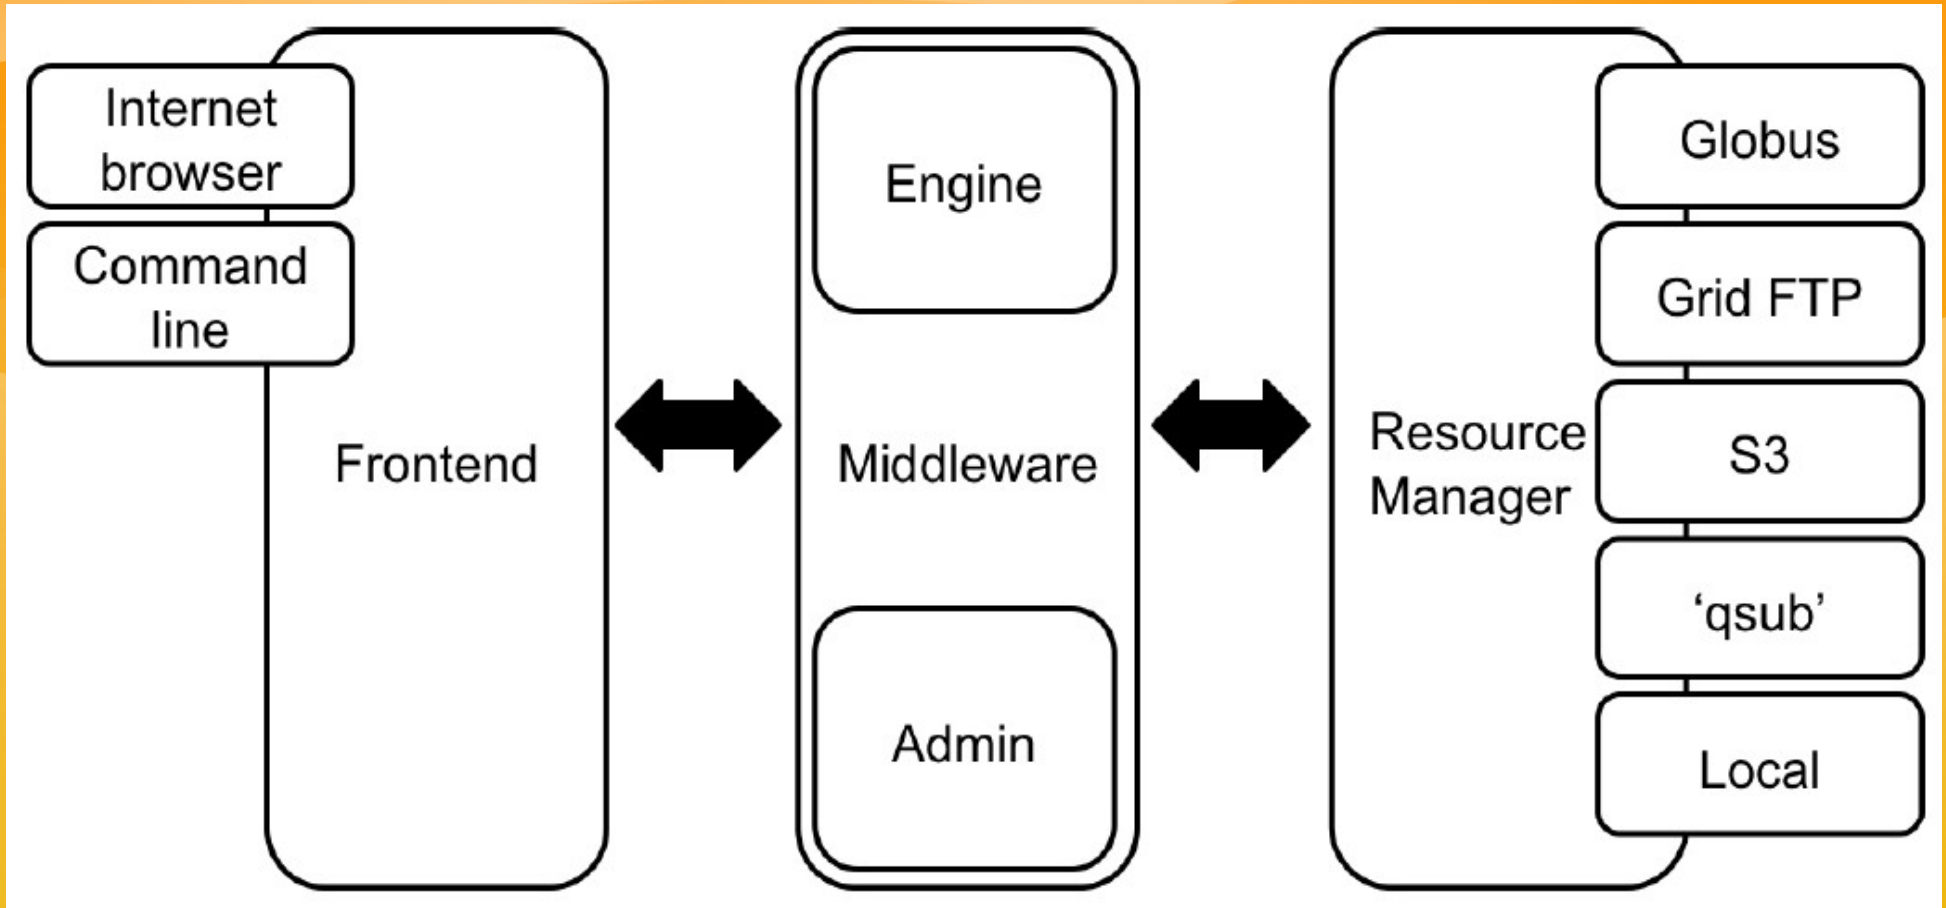 Internet
browser
Command
line
Frontend
Engine
Middleware
Admin
Resource
Manager
Globus
Grid FTP
S3
‘qsub’
Local